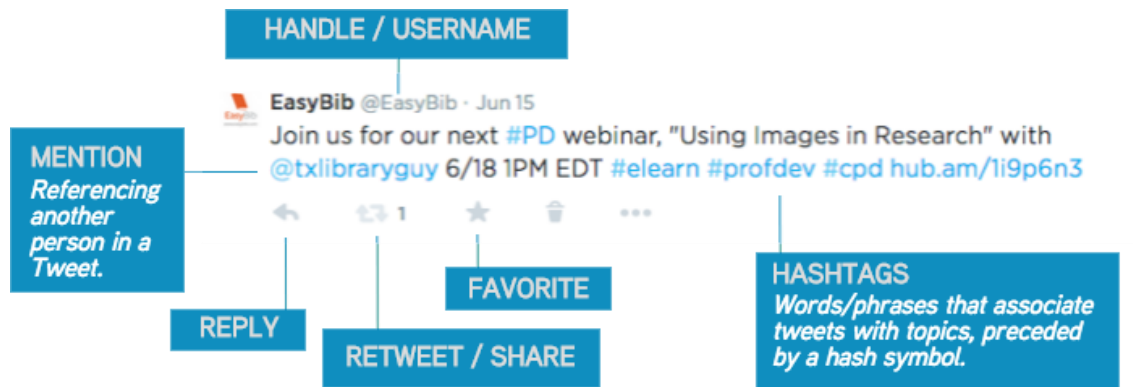 HANDLE / USERNAME
EasyBib @EasyBib · Jun 15
Join us for our next #PD webinar, "Using Images in Research" with
@txlibraryguy 6/18 1PM EDT #elearn #profdev #cpd hub.am/1i9p6n3
1
MENTION
Referencing
another
person in a
Tweet.
REPLY
RETWEET / SHARE
FAVORITE
HASHTAGS
Words/phrases that associate
tweets with topics, preceded
by a hash symbol.
EasyBib